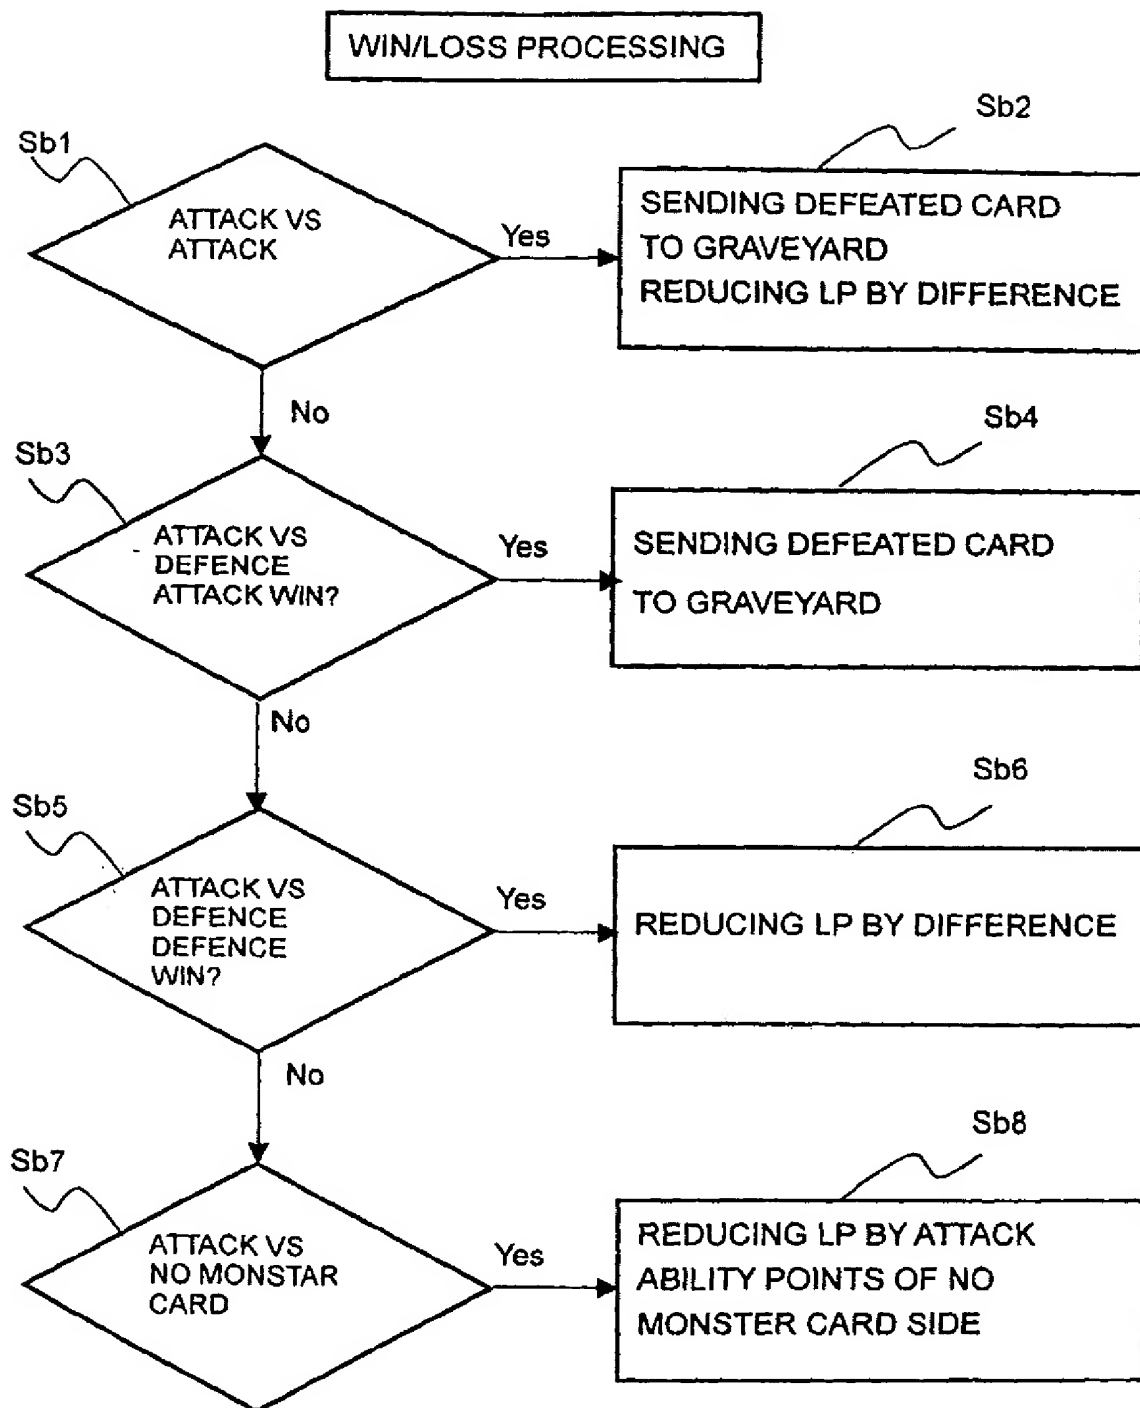 WIN/LOSS PROCESSING
Sb1
ATTACK VS
ATTACK
Yes
Sb2
SENDING DEFEATED CARD
TO GRAVEYARD
REDUCING LP BY DIFFERENCE
No
Sb3
ATTACK VS
DEFENCE
ATTACK WIN?
Yes
Sb4
SENDING DEFEATED CARD
TO GRAVEYARD
No
Sb5
ATTACK VS
DEFENCE
DEFENCE
WIN?
Yes
Sb6
REDUCING LP BY DIFFERENCE
No
Sb7
ATTACK VS
NO MONSTAR
CARD
Yes
Sb8
REDUCING LP BY ATTACK
ABILITY POINTS OF NO
MONSTER CARD SIDE